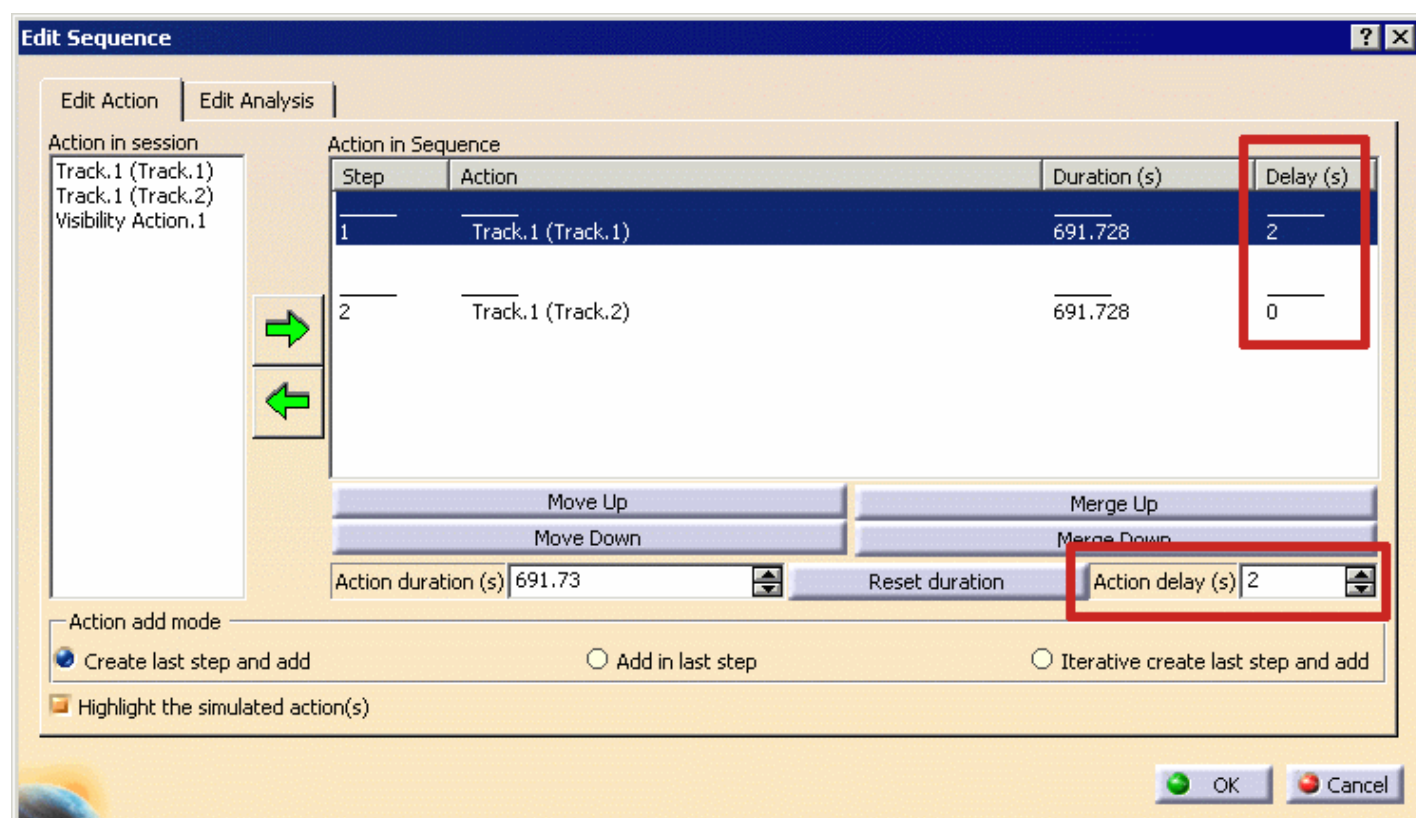 Edit Sequence
Edit Action Edit Analysis
Action in session
Track.1 (Track.1)
Track.1 (Track.2)
Visibility Action.1
Action in Sequence
Step Action Duration (s) Delay (s)
1 Track.1 (Track.1) 691.728 2
2 Track.1 (Track.2) 691.728 0
Move Up Merge Up
Move Down Merge Down
Action duration (s) 691.73 Reset duration Action delay (s) 2
Action add mode
Create last step and add Add in last step Iterative create last step and add
Highlight the simulated action(s)
OK Cancel